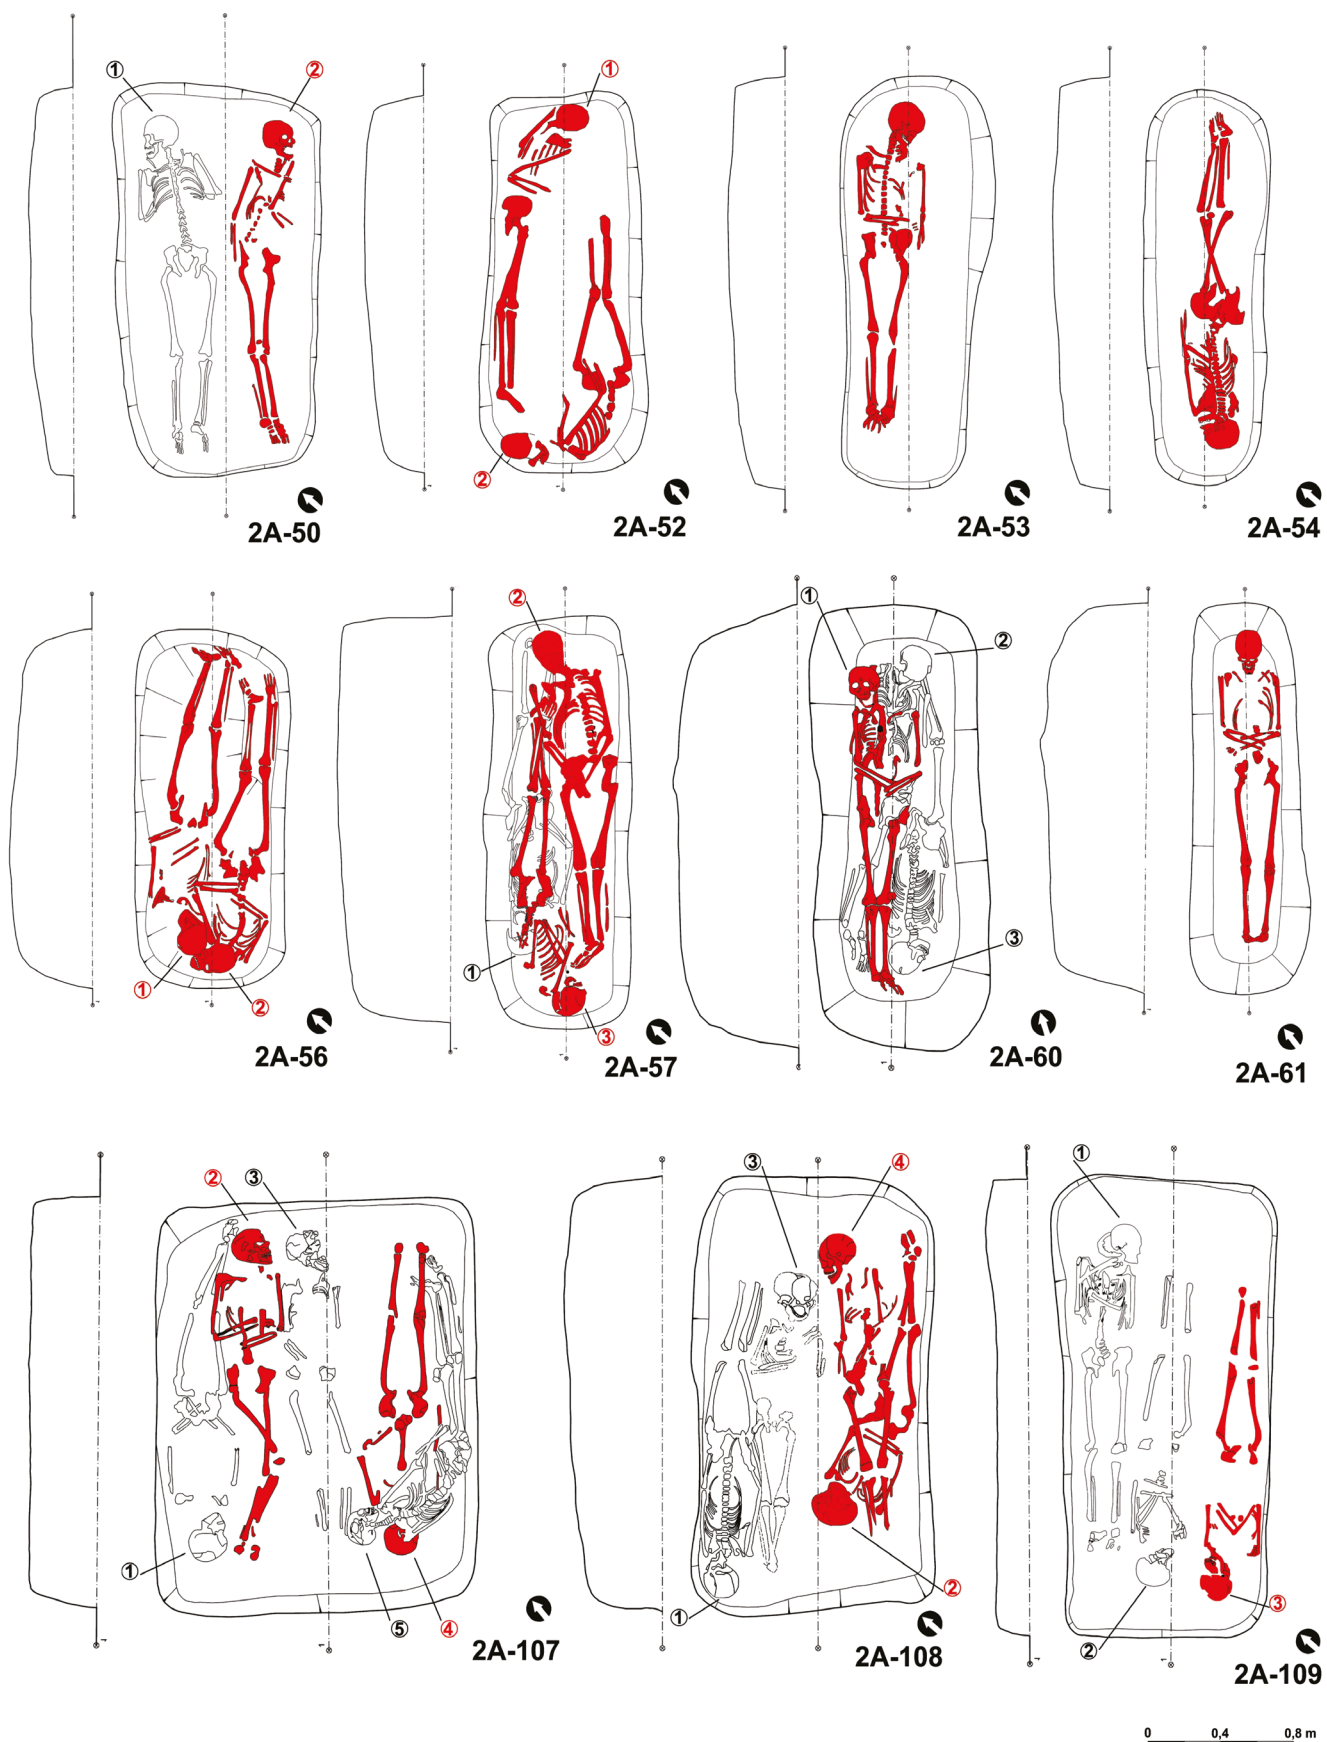 ① ② ①
②
2A-50 2A-52 2A-53 2A-54
② ① ②
① ③
① ② ③
2A-56 2A-57 2A-60 2A-61
② ③ ③ ④ ①
① ⑤ ④ ① ② ② ③
2A-107 2A-108 2A-109
0 0,4 0,8 m